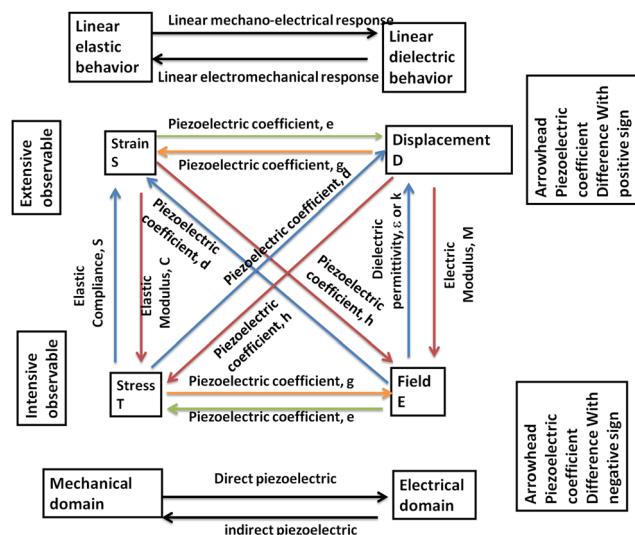 Linear
elastic
behavior
Linear mechano-electrical response
Linear electromechanical response
Linear
dielectric
behavior
Extensive
observable
Strain
S
Piezoelectric coefficient, e
Piezoelectric coefficient, g
Displacement
D
Arrowhead
Piezoelectric
coefficient
Difference With
positive sign
Elastic
Compliance, S
Elastic
Modulus, C
Piezoelectric
coefficient, d
Piezoelectric coefficient, d
Piezoelectric
coefficient, h
Piezoelectric
coefficient, h
Dielectric
permittivity, ε or k
Electric
Modulus, M
Intensive
observable
Stress
T
Piezoelectric coefficient, g
Piezoelectric coefficient, e
Field
E
Arrowhead
Piezoelectric
coefficient
Difference With
negative sign
Mechanical
domain
Direct piezoelectric
indirect piezoelectric
Electrical
domain